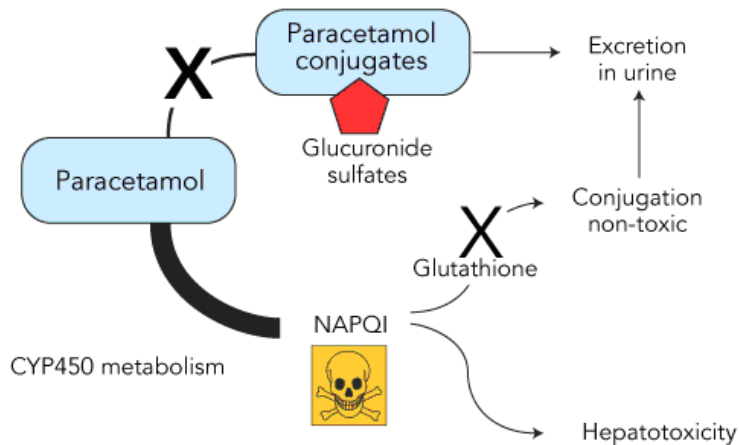 Paracetamol
conjugates
Excretion
in urine
X
Glucuronide
sulfates
Paracetamol
Conjugation
non-toxic
X
Glutathione
NAPQI
CYP450 metabolism
Hepatotoxicity